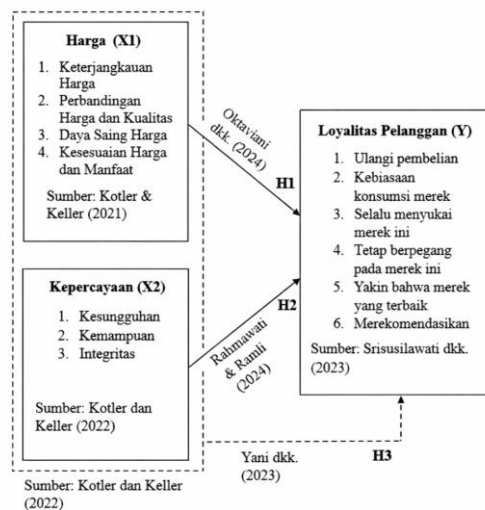 Harga (X1)
1. Keterjangkauan
Harga
2. Perbandingan
Harga dan Kualitas
3. Daya Saing Harga
4. Kesesuaian Harga
dan Manfaat
Sumber: Kotler &
Keller (2021)
Oktaviani
dkk. (2024)
H1
Loyalitas Pelanggan (Y)
1. Ulangi pembelian
2. Kebiasaan
konsumsi merek
3. Selalu menyukai
merek ini
4. Tetap berpegang
pada merek ini
5. Yakin bahwa merek
yang terbaik
6. Merekomendasikan
Sumber: Srisusilawati dkk.
(2023)
Kepercayaan (X2)
1. Kesungguhan
2. Kemampuan
3. Integritas
Sumber: Kotler dan
Keller (2022)
H2
Rahmawati
& Ramli
(2024)
Yani dkk.
(2023)
H3
Sumber: Kotler dan Keller
(2022)